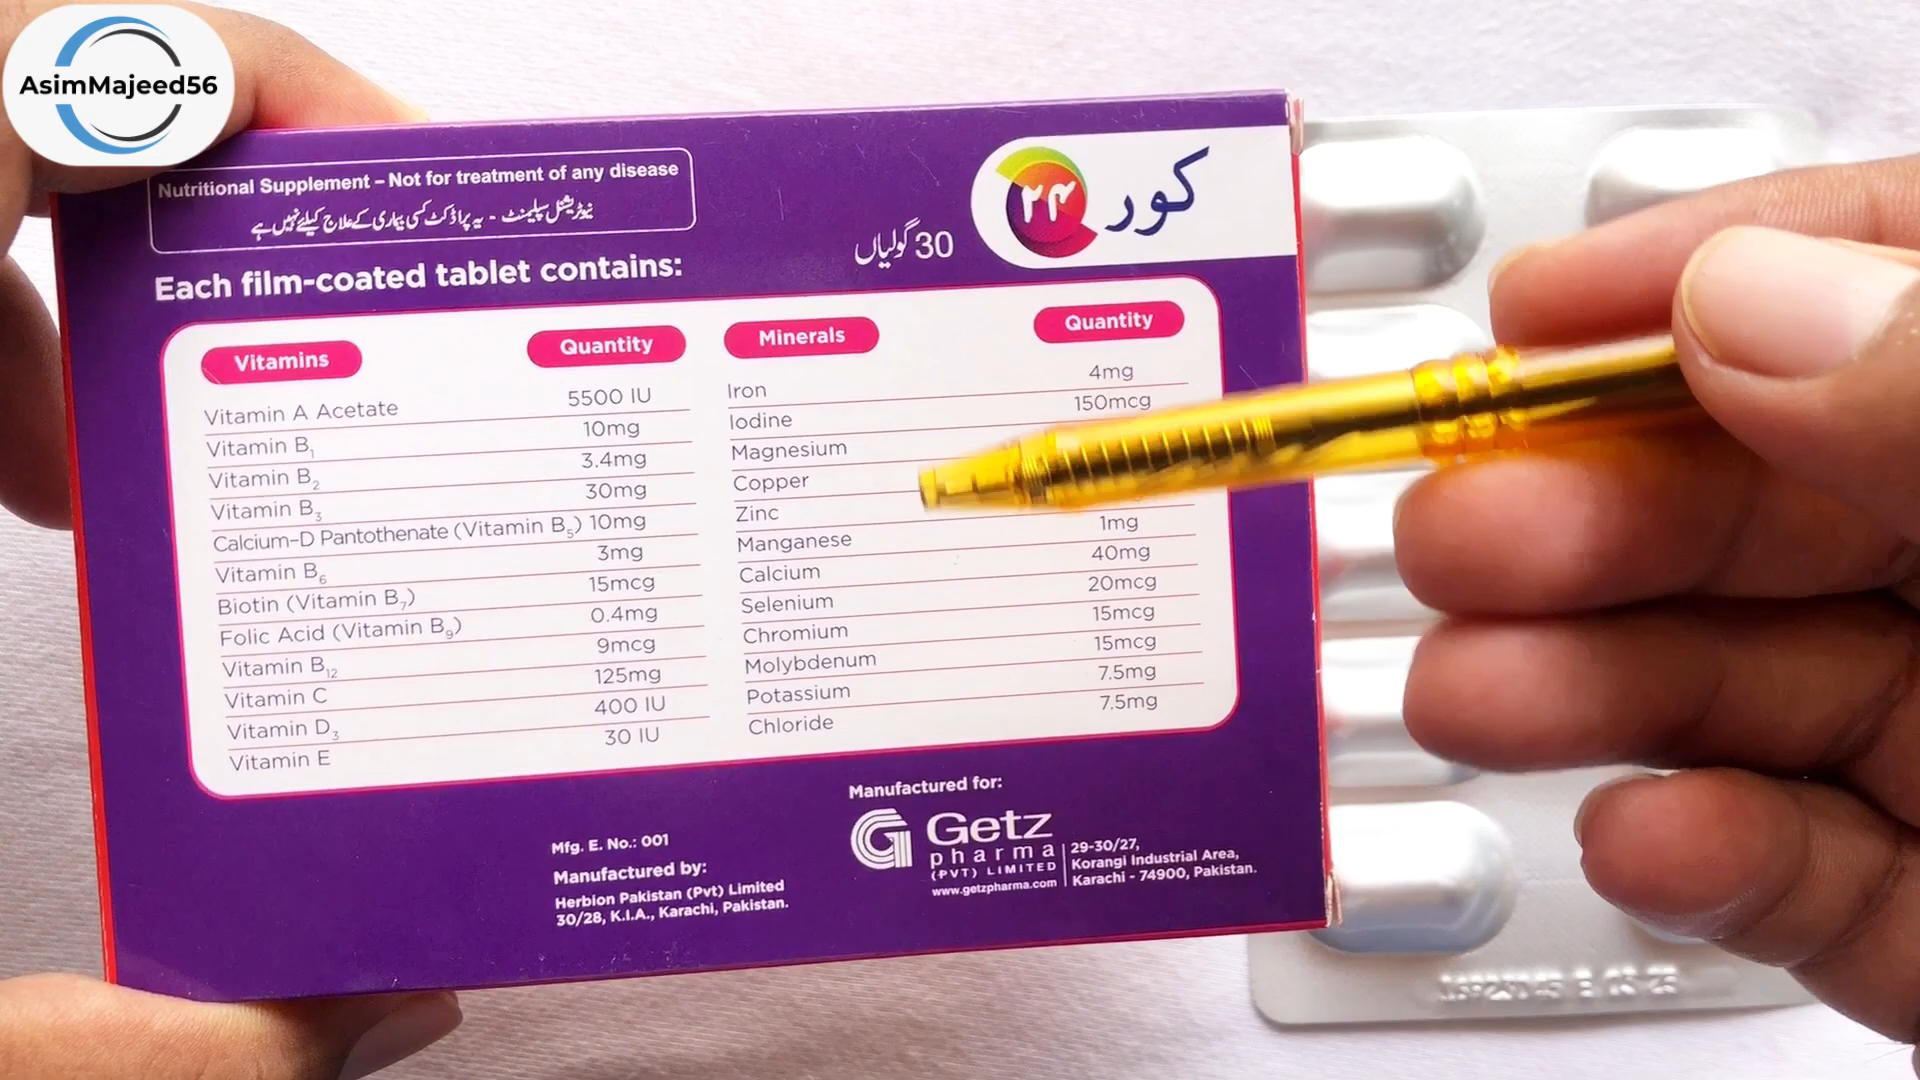 AsimMajeed56
Nutritional Supplement – Not for treatment of any disease
نیوٹریشنل سپلیمنٹ - یہ پراڈکٹ کسی بیماری کے علاج کیلئے نہیں ہے
30 گولیاں
کور ۲۴
Each film-coated tablet contains:
Vitamins Quantity
Vitamin A Acetate 5500 IU
Vitamin B₁ 10mg
Vitamin B₂ 3.4mg
Vitamin B₃ 30mg
Calcium-D Pantothenate (Vitamin B₅) 10mg
Vitamin B₆ 3mg
Biotin (Vitamin B₇) 15mcg
Folic Acid (Vitamin B₉) 0.4mg
Vitamin B₁₂ 9mcg
Vitamin C 125mg
Vitamin D₃ 400 IU
Vitamin E 30 IU
Minerals Quantity
Iron 4mg
Iodine 150mcg
Magnesium
Copper
Zinc
Manganese 1mg
Calcium 40mg
Selenium 20mcg
Chromium 15mcg
Molybdenum 15mcg
Potassium 7.5mg
Chloride 7.5mg
Mfg. E. No.: 001
Manufactured by:
Herbion Pakistan (Pvt) Limited
30/28, K.I.A., Karachi, Pakistan.
Manufactured for:
G Getz
pharma
(PVT) LIMITED
www.getzpharma.com
29-30/27,
Korangi Industrial Area,
Karachi - 74900, Pakistan.